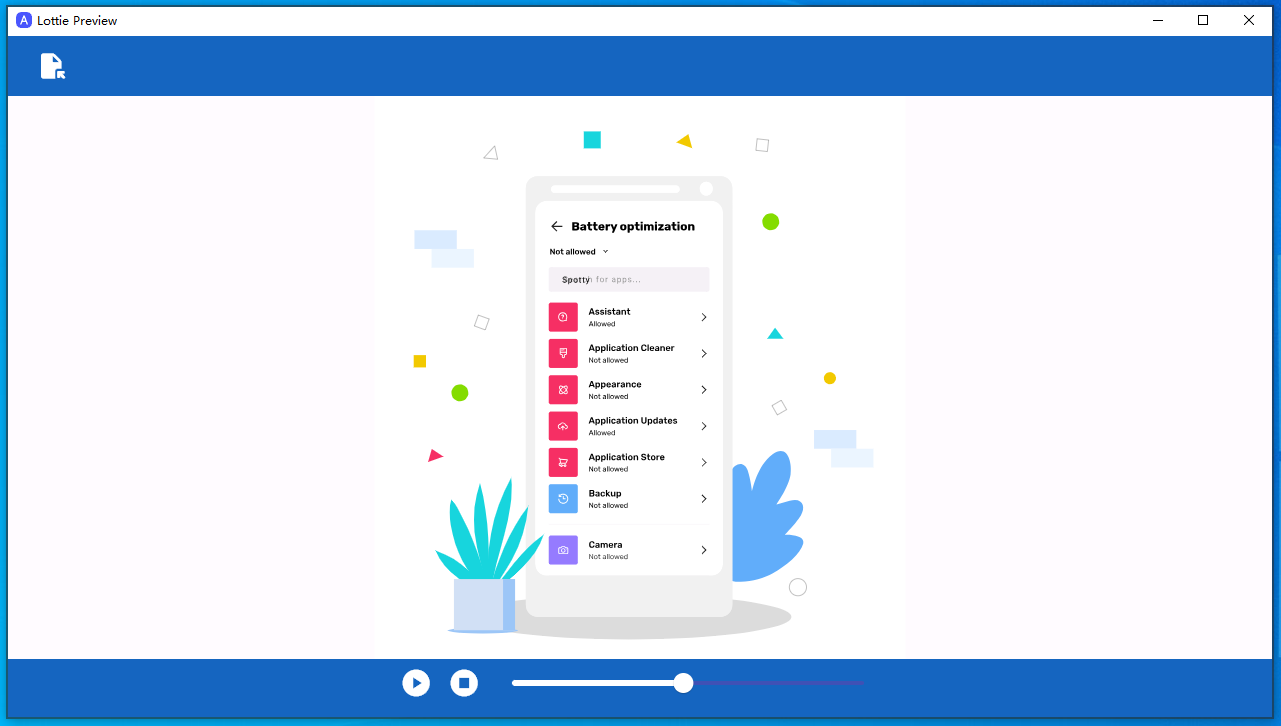 A Lottie Preview
Battery optimization
Not allowed
Spotty h for apps...
Assistant
Allowed
Application Cleaner
Not allowed
Appearance
Not allowed
Application Updates
Allowed
Application Store
Not allowed
Backup
Not allowed
Camera
Not allowed